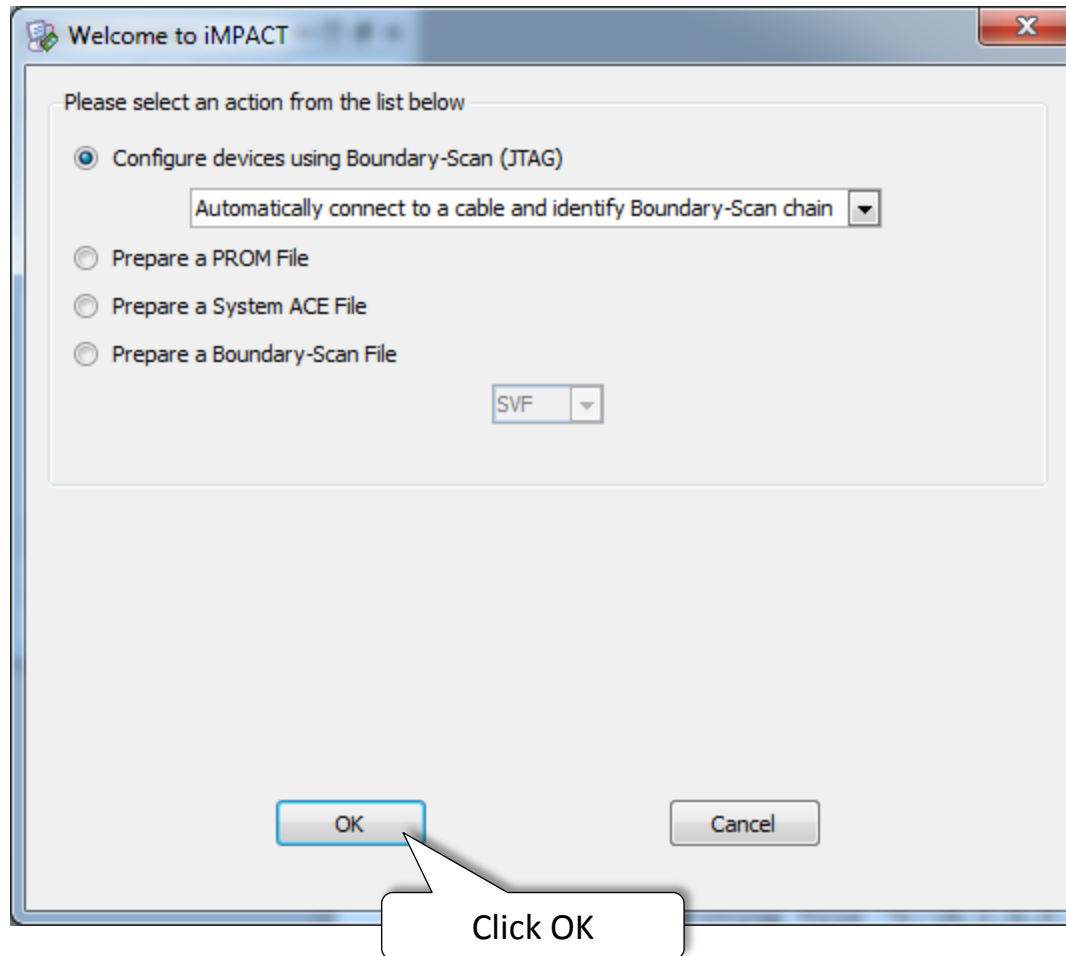 Welcome to iMPACT
Please select an action from the list below
Configure devices using Boundary-Scan (JTAG)
Automatically connect to a cable and identify Boundary-Scan chain
Prepare a PROM File
Prepare a System ACE File
Prepare a Boundary-Scan File
SVF
OK
Cancel
Click OK